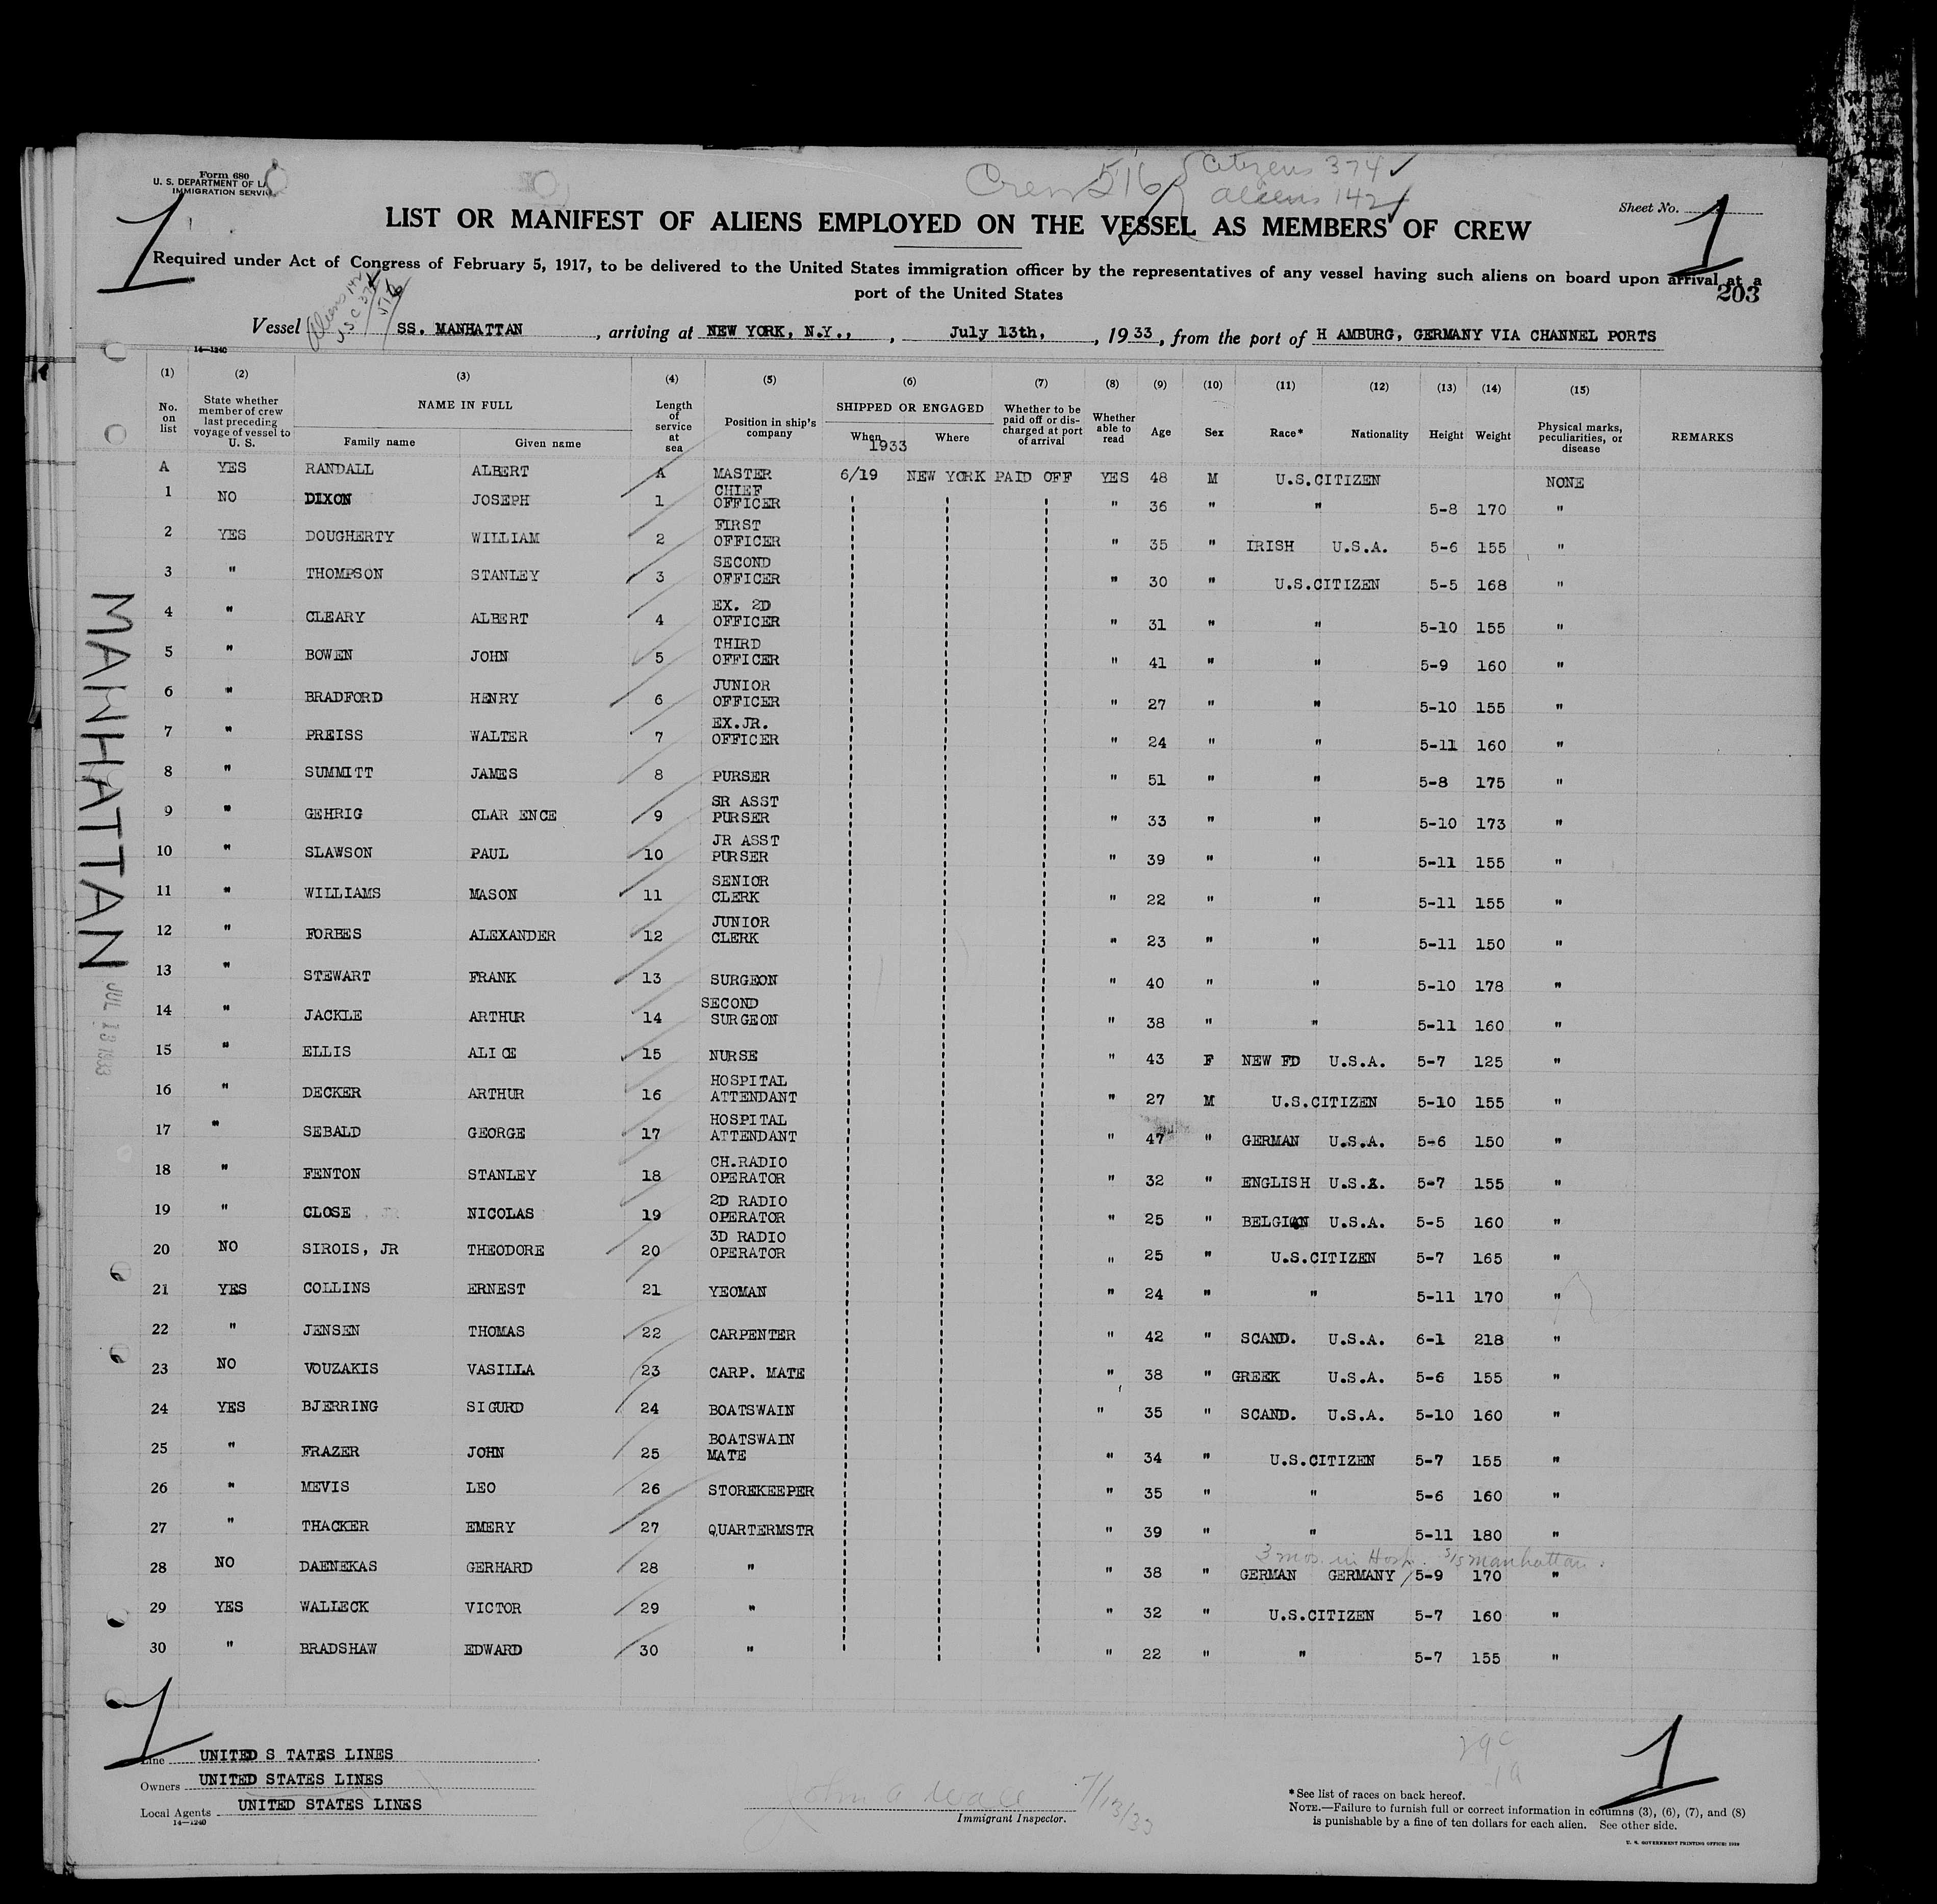 Form 680
U. S. DEPARTMENT OF LA
IMMIGRATION SERVI
Crew 516 Citizens 374 ✓
Aliens 142 ✓
Sheet No. 1
1
LIST OR MANIFEST OF ALIENS EMPLOYED ON THE VESSEL AS MEMBERS OF CREW
Required under Act of Congress of February 5, 1917, to be delivered to the United States immigration officer by the representatives of any vessel having such aliens on board upon arrival at a
port of the United States
203
Aliens 142
USC 374
516
Vessel SS. MANHATTAN, arriving at NEW YORK, N.Y., , July 13th, , 1933, from the port of H AMBURG, GERMANY VIA CHANNEL PORTS
14—1240
(1) (2) (3) (4) (5) (6) (7) (8) (9) (10) (11) (12) (13) (14) (15)
No. on list
State whether member of crew last preceding voyage of vessel to U. S.
NAME IN FULL
Family name Given name
Length of service at sea
Position in ship's company
SHIPPED OR ENGAGED
When 1933 Where
Whether to be paid off or discharged at port of arrival
Whether able to read
Age Sex Race* Nationality Height Weight
Physical marks, peculiarities, or disease
REMARKS
A YES RANDALL ALBERT A MASTER 6/19 NEW YORK PAID OFF YES 48 M U.S.CITIZEN NONE
1 NO DIXON JOSEPH 1 CHIEF OFFICER " 36 " " 5-8 170 "
2 YES DOUGHERTY WILLIAM 2 FIRST OFFICER " 35 " IRISH U.S.A. 5-6 155 "
3 " THOMPSON STANLEY 3 SECOND OFFICER " 30 " U.S.CITIZEN 5-5 168 "
4 " CLEARY ALBERT 4 EX. 2D OFFICER " 31 " " 5-10 155 "
5 " BOWEN JOHN 5 THIRD OFFICER " 41 " " 5-9 160 "
6 " BRADFORD HENRY 6 JUNIOR OFFICER " 27 " " 5-10 155 "
7 " PREISS WALTER 7 EX.JR. OFFICER " 24 " " 5-11 160 "
8 " SUMMITT JAMES 8 PURSER " 51 " " 5-8 175 "
9 " GEHRIG CLAR ENCE 9 SR ASST PURSER " 33 " " 5-10 173 "
10 " SLAWSON PAUL 10 JR ASST PURSER " 39 " " 5-11 155 "
11 " WILLIAMS MASON 11 SENIOR CLERK " 22 " " 5-11 155 "
12 " FORBES ALEXANDER 12 JUNIOR CLERK " 23 " " 5-11 150 "
13 " STEWART FRANK 13 SURGEON " 40 " " 5-10 178 "
14 " JACKLE ARTHUR 14 SECOND SURGEON " 38 " " 5-11 160 "
15 " ELLIS ALICE 15 NURSE " 43 F NEW FD U.S.A. 5-7 125 "
16 " DECKER ARTHUR 16 HOSPITAL ATTENDANT " 27 M U.S.CITIZEN 5-10 155 "
17 " SEBALD GEORGE 17 HOSPITAL ATTENDANT " 47 " GERMAN U.S.A. 5-6 150 "
18 " FENTON STANLEY 18 CH.RADIO OPERATOR " 32 " ENGLISH U.S.A. 5-7 155 "
19 " CLOSE NICOLAS 19 2D RADIO OPERATOR " 25 " BELGIAN U.S.A. 5-5 160 "
20 NO SIROIS, JR THEODORE 20 3D RADIO OPERATOR " 25 " U.S.CITIZEN 5-7 165 "
21 YES COLLINS ERNEST 21 YEOMAN " 24 " " 5-11 170 "
22 " JENSEN THOMAS 22 CARPENTER " 42 " SCAND. U.S.A. 6-1 218 "
23 NO VOUZAKIS VASILLA 23 CARP. MATE " 38 " GREEK U.S.A. 5-6 155 "
24 YES BJERRING SIGURD 24 BOATSWAIN " 35 " SCAND. U.S.A. 5-10 160 "
25 " FRAZER JOHN 25 BOATSWAIN MATE " 34 " U.S.CITIZEN 5-7 155 "
26 " MEVIS LEO 26 STOREKEEPER " 35 " " 5-6 160 "
27 " THACKER EMERY 27 QUARTERMSTR " 39 " " 5-11 180 "
3 mos. in Hosp. S/S Manhattan.
28 NO DAENEKAS GERHARD 28 " " 38 " GERMAN GERMANY 5-9 170 "
29 YES WALLECK VICTOR 29 " " 32 " U.S.CITIZEN 5-7 160 "
30 " BRADSHAW EDWARD 30 " " 22 " " 5-7 155 "
MANHATTAN
JUL 13 1933
1
Line UNITED S TATES LINES
Owners UNITED STATES LINES
Local Agents UNITED STATES LINES
14—1240
John A 7/13/33
Immigrant Inspector.
29 C
1 a
1
*See list of races on back hereof.
NOTE.—Failure to furnish full or correct information in columns (3), (6), (7), and (8)
is punishable by a fine of ten dollars for each alien. See other side.
U. S. GOVERNMENT PRINTING OFFICE: